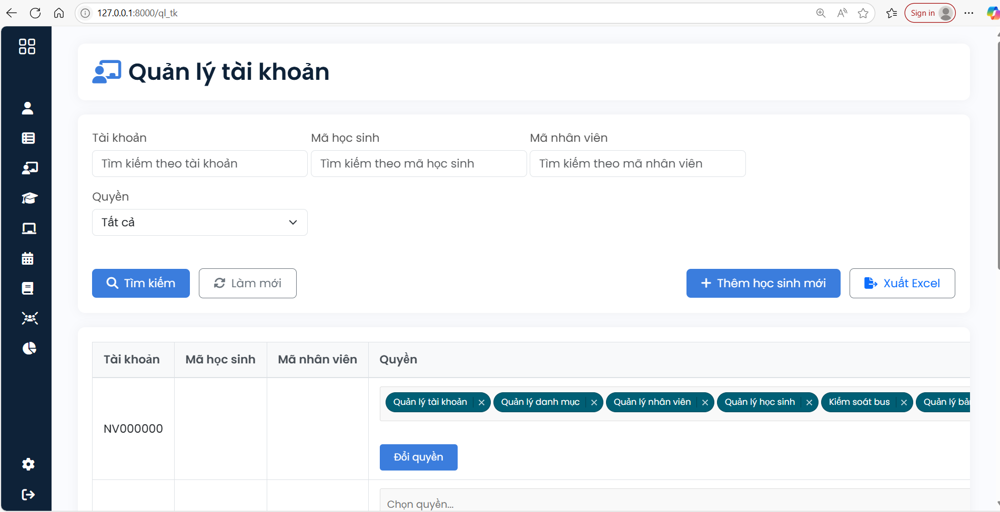 127.0.0.1:8000/ql_tk
Sign in
Quản lý tài khoản
Tài khoản
Mã học sinh
Mã nhân viên
Tìm kiếm theo tài khoản
Tìm kiếm theo mã học sinh
Tìm kiếm theo mã nhân viên
Quyền
Tất cả
Tìm kiếm
Làm mới
Thêm học sinh mới
Xuất Excel
Tài khoản
Mã học sinh
Mã nhân viên
Quyền
NV000000
Quản lý tài khoản
Quản lý danh mục
Quản lý nhân viên
Quản lý học sinh
Kiểm soát bus
Quản lý
Đổi quyền
Chọn quyền...